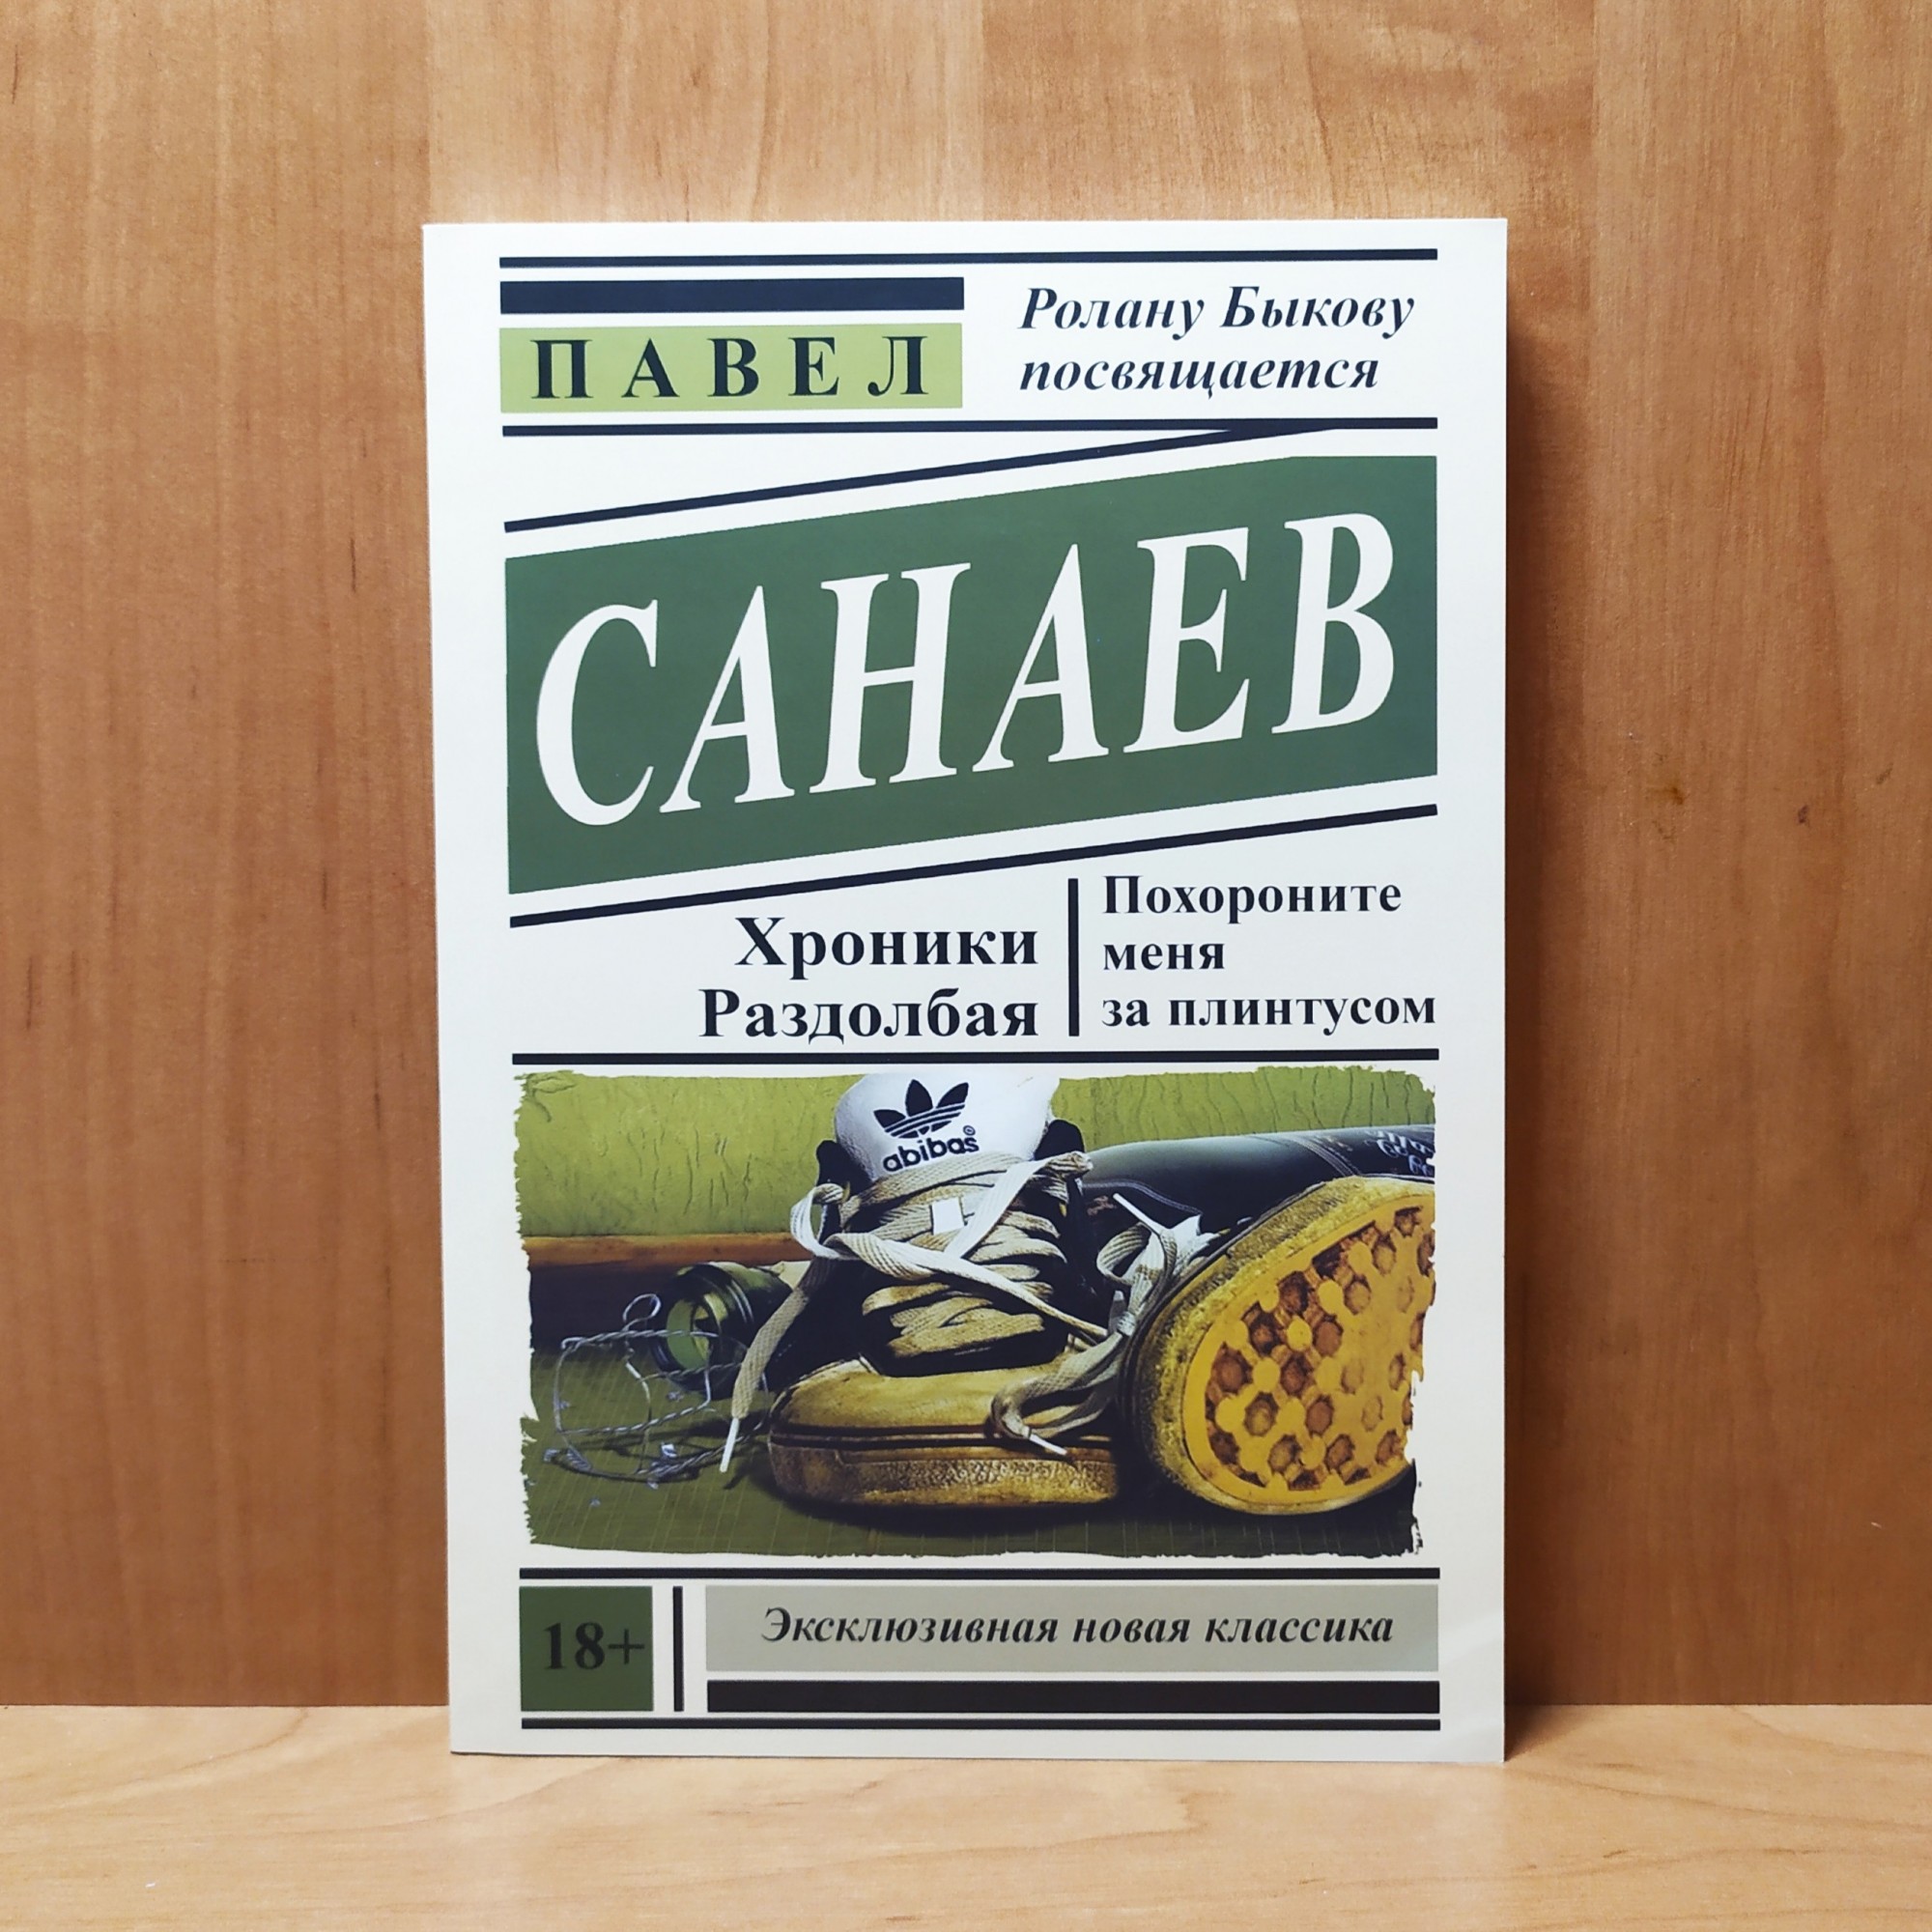 ПАВЕЛ
Ролану Быкову
посвящается
САНАЕВ
Хроники
Раздолбая
Похороните
меня
за плинтусом
abibas®
18+
Эксклюзивная новая классика